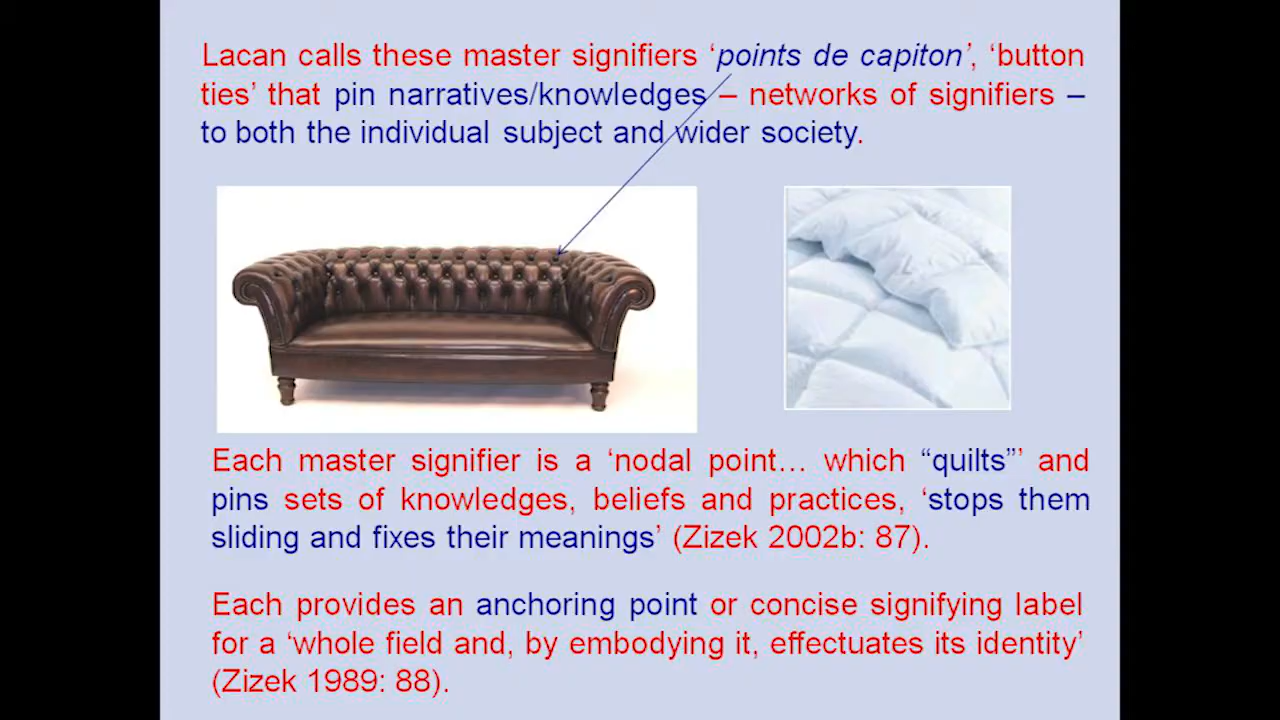 Lacan calls these master signifiers ‘points de capiton’, ‘button
ties’ that pin narratives/knowledges – networks of signifiers –
to both the individual subject and wider society.
Each master signifier is a ‘nodal point… which “quilts”’ and
pins sets of knowledges, beliefs and practices, ‘stops them
sliding and fixes their meanings’ (Zizek 2002b: 87).
Each provides an anchoring point or concise signifying label
for a ‘whole field and, by embodying it, effectuates its identity’
(Zizek 1989: 88).